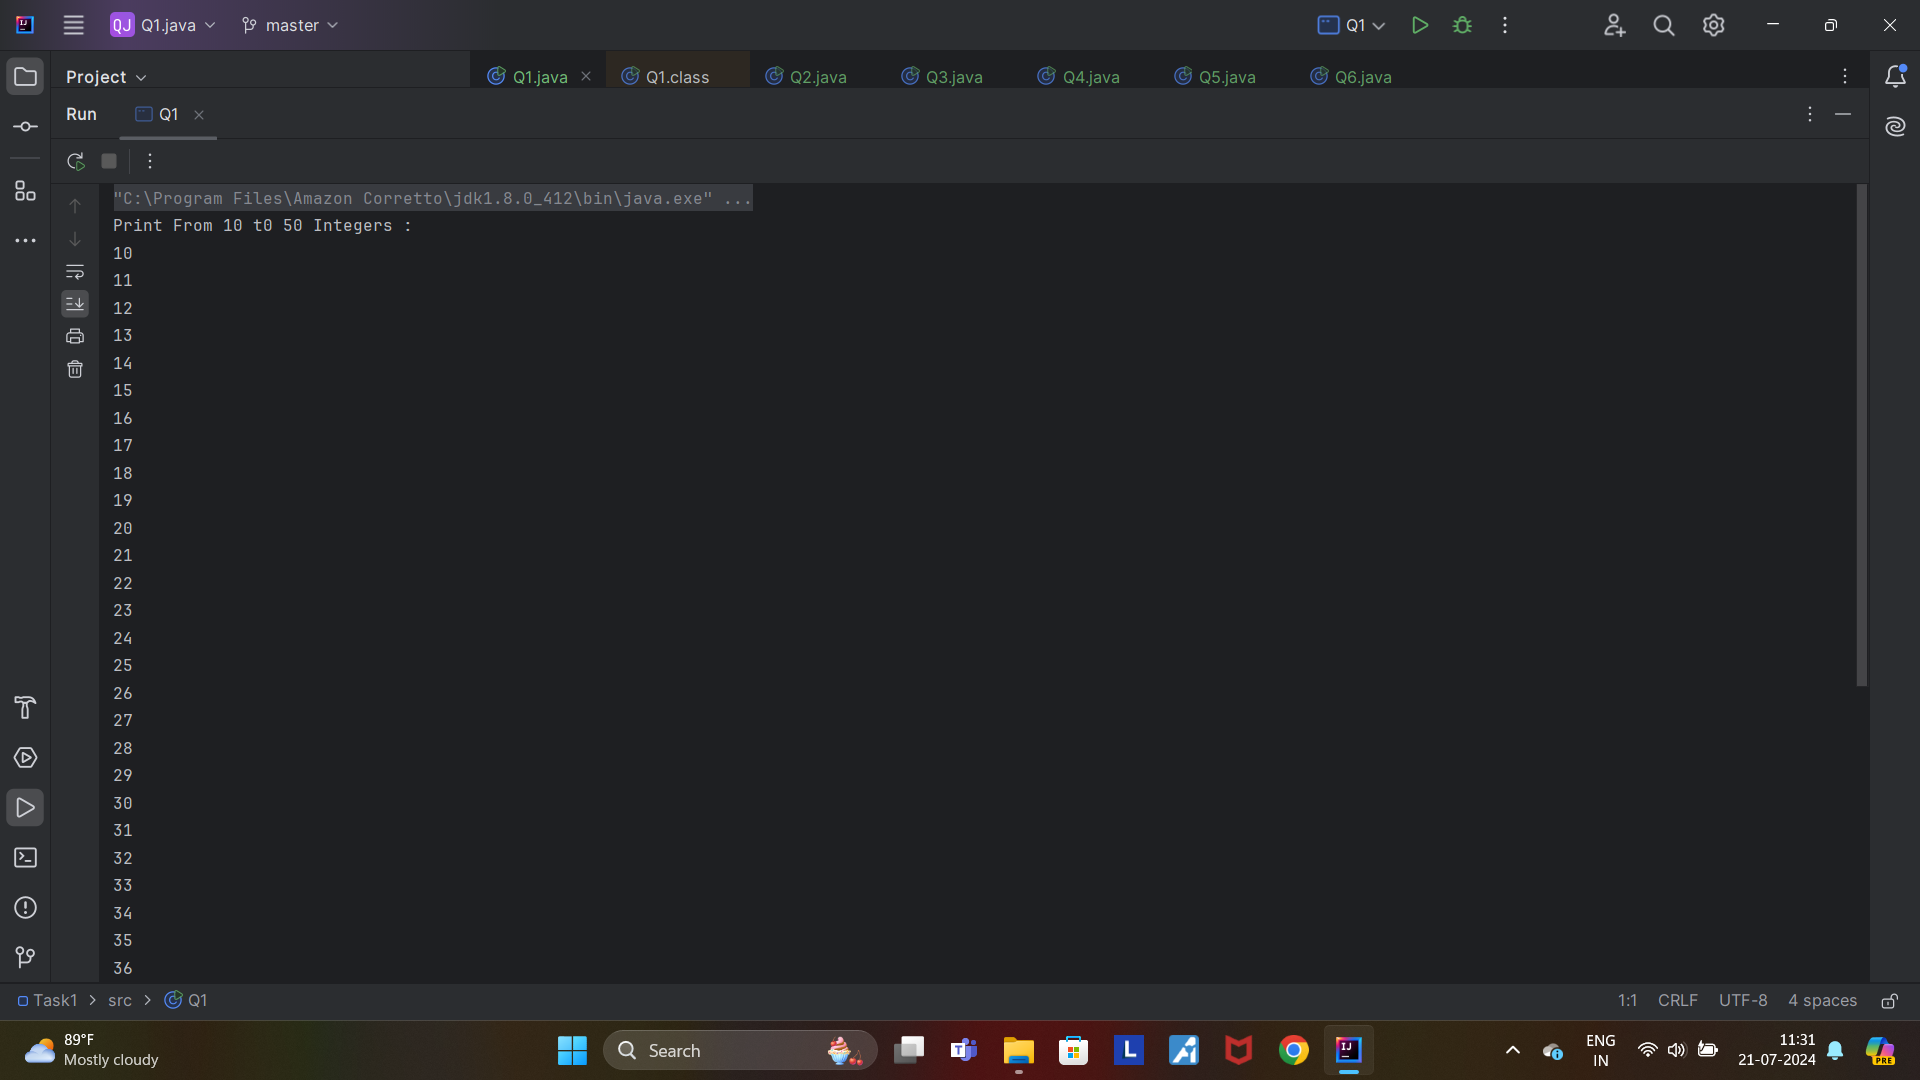 QJ Q1.java master Q1
Project Q1.java Q1.class Q2.java Q3.java Q4.java Q5.java Q6.java
Run Q1
"C:\Program Files\Amazon Corretto\jdk1.8.0_412\bin\java.exe" ...
Print From 10 t0 50 Integers :
10
11
12
13
14
15
16
17
18
19
20
21
22
23
24
25
26
27
28
29
30
31
32
33
34
35
36
Task1 > src > Q1 1:1 CRLF UTF-8 4 spaces
89°F
Mostly cloudy
Search
ENG
IN
11:31
21-07-2024
PRE